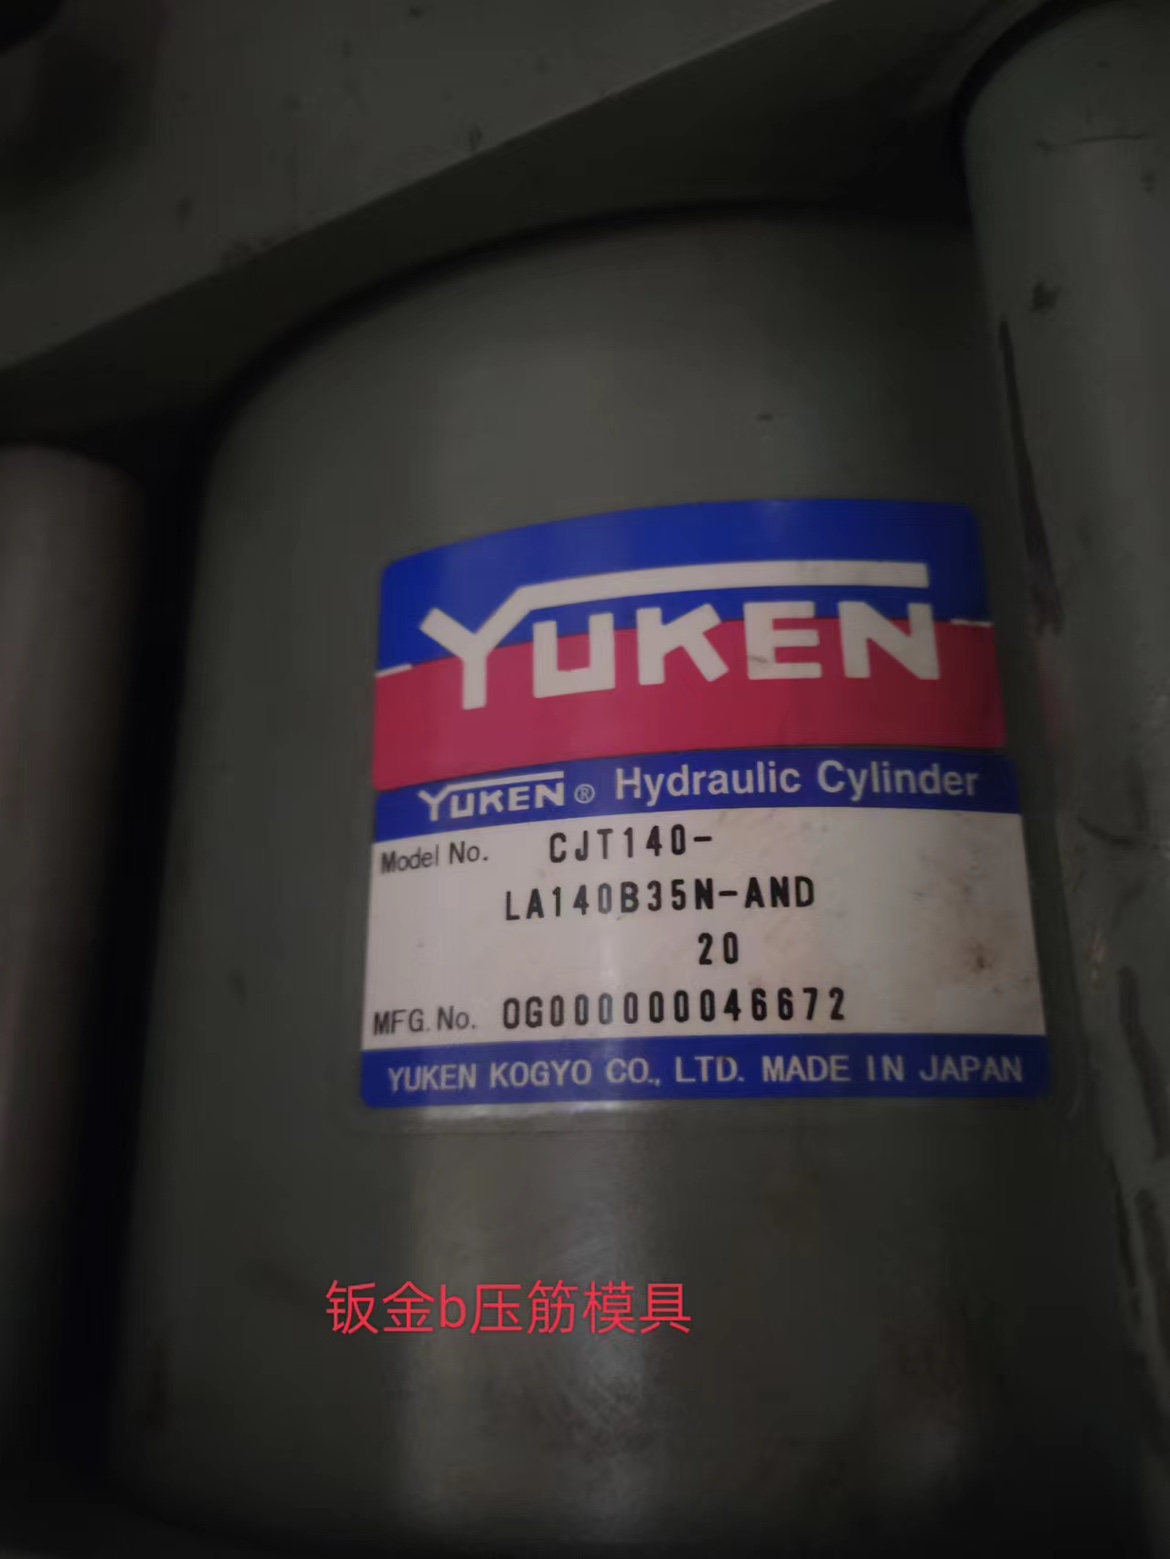 YUKEN
YUKEN® Hydraulic Cylinder
Model No. CJT140-
LA140B35N-AND
20
MFG.No. OG000000046672
YUKEN KOGYO CO., LTD. MADE IN JAPAN
钣金b压筋模具